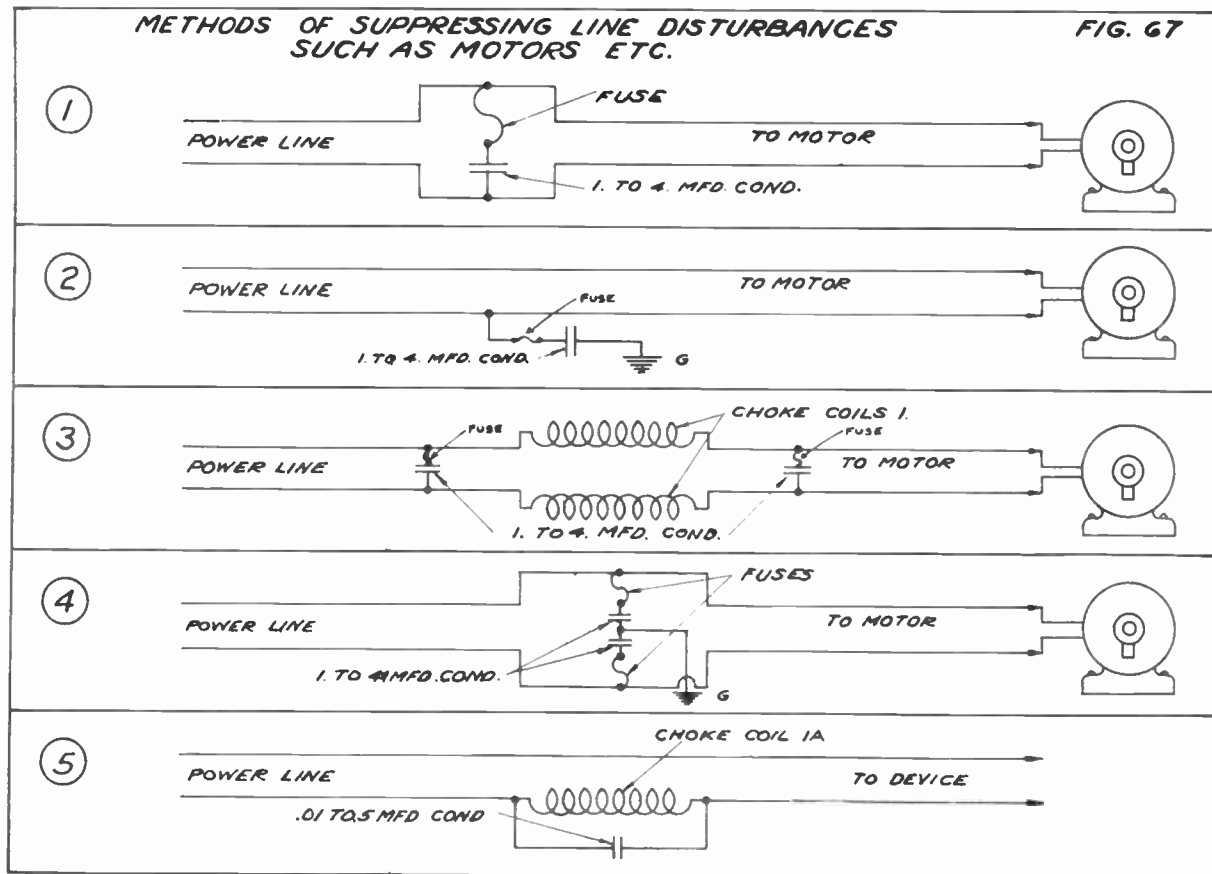 METHODS OF SUPPRESSING LINE DISTURBANCES
SUCH AS MOTORS ETC.
FIG. 67
1
FUSE
POWER LINE
TO MOTOR
1. TO 4. MFD. COND.
2
POWER LINE
TO MOTOR
FUSE
1. TO 4. MFD. COND.
G
3
CHOKE COILS 1.
FUSE
FUSE
POWER LINE
TO MOTOR
1. TO 4. MFD. COND.
4
FUSES
POWER LINE
TO MOTOR
1. TO 4 MFD. COND.
G
5
CHOKE COIL 1A
POWER LINE
TO DEVICE
.01 TO .5 MFD COND